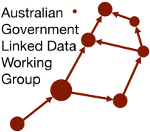 Australian
Government
Linked Data
Working
Group